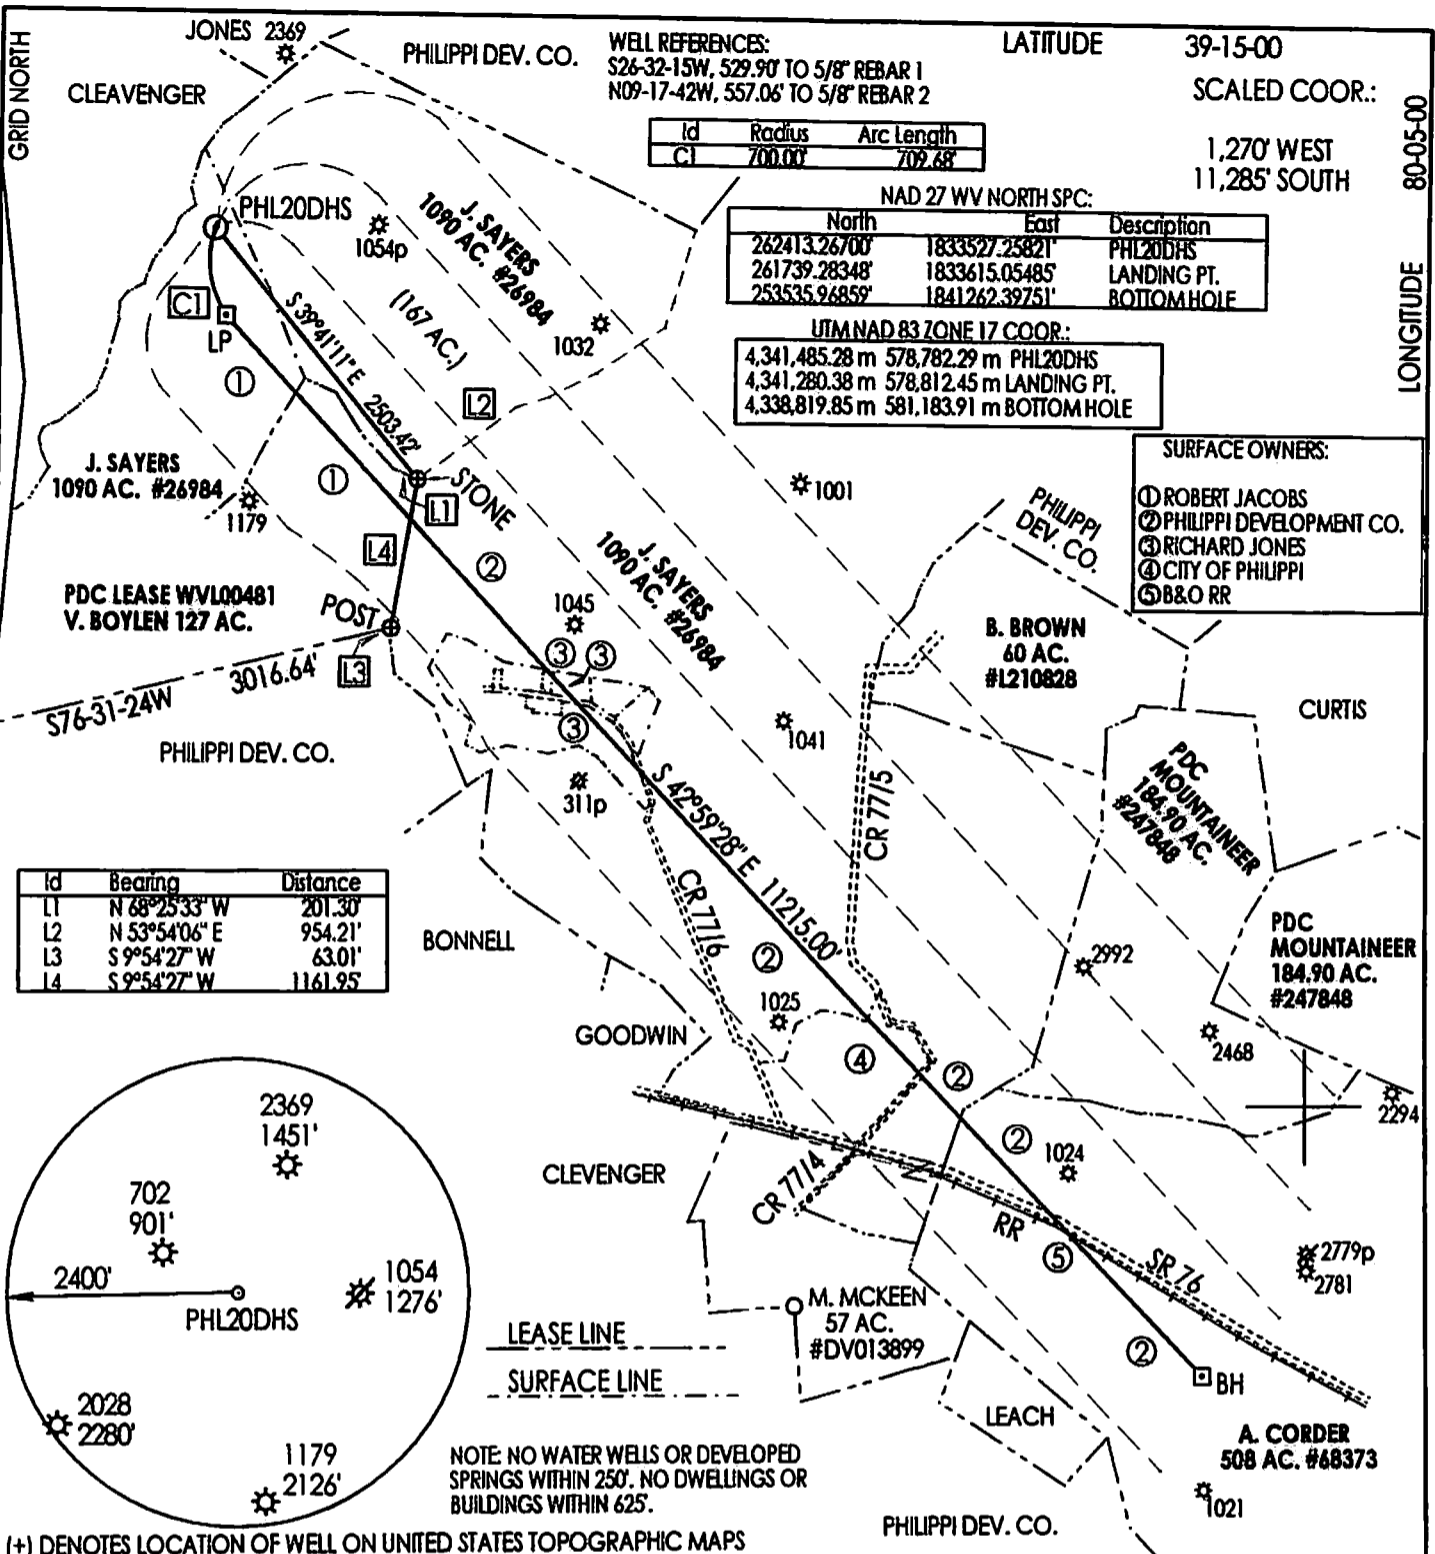 GRID NORTH
JONES 2369
CLEAVENGER
PHILIPPI DEV. CO.
WELL REFERENCES:
S26-32-15W, 529.90' TO 5/8" REBAR 1
N09-17-42W, 557.06' TO 5/8" REBAR 2
LATITUDE 39-15-00
SCALED COOR.:
1,270' WEST
11,285' SOUTH
LONGITUDE 80-05-00
Id Radius Arc Length
C1 700.00' 709.68'
NAD 27 WV NORTH SPC:
North East Description
262413.26700' 1833527.25821' PHL20DHS
261739.28348' 1833615.05485' LANDING PT.
253535.96859' 1841262.39751' BOTTOM HOLE
UTM NAD 83 ZONE 17 COOR.:
4,341,485.28 m 578,782.29 m PHL20DHS
4,341,280.38 m 578,812.45 m LANDING PT.
4,338,819.85 m 581,183.91 m BOTTOM HOLE
SURFACE OWNERS:
① ROBERT JACOBS
② PHILIPPI DEVELOPMENT CO.
③ RICHARD JONES
④ CITY OF PHILIPPI
⑤ B&O RR
PHL20DHS
1054p
J. SAYERS
1090 AC. #26984
(167 AC.)
1032
C1
LP
①
S 39°41'11" E 2503.42'
L2
J. SAYERS
1090 AC. #26984
1179
①
STONE
L1
L4
②
1001
PHILIPPI
DEV. CO.
J. SAYERS
1090 AC. #26984
PDC LEASE WVL00481
V. BOYLEN 127 AC.
POST
L3
1045
③ ③
③
S76-31-24W 3016.64'
PHILIPPI DEV. CO.
311p
1041
B. BROWN
60 AC.
#L210828
CURTIS
CR 77/5
PDC
MOUNTAINEER
184.90 AC.
#247848
S 42°59'28" E 11215.00'
CR 77/6
Id Bearing Distance
L1 N 68°25'33" W 201.30'
L2 N 53°54'06" E 954.21'
L3 S 9°54'27" W 63.01'
L4 S 9°54'27" W 1161.95'
BONNELL
②
2992
PDC
MOUNTAINEER
184.90 AC.
#247848
1025
GOODWIN
④
②
2468
2294
CLEVENGER
CR 77/4
②
1024
RR
⑤
SR 76
2779p
2781
M. MCKEEN
57 AC.
#DV013899
②
BH
LEACH
A. CORDER
508 AC. #68373
1021
PHILIPPI DEV. CO.
2369
1451'
702
901'
2400'
PHL20DHS
1054
1276'
2028
2280'
1179
2126'
LEASE LINE
SURFACE LINE
NOTE: NO WATER WELLS OR DEVELOPED
SPRINGS WITHIN 250'. NO DWELLINGS OR
BUILDINGS WITHIN 625'.
(+) DENOTES LOCATION OF WELL ON UNITED STATES TOPOGRAPHIC MAPS